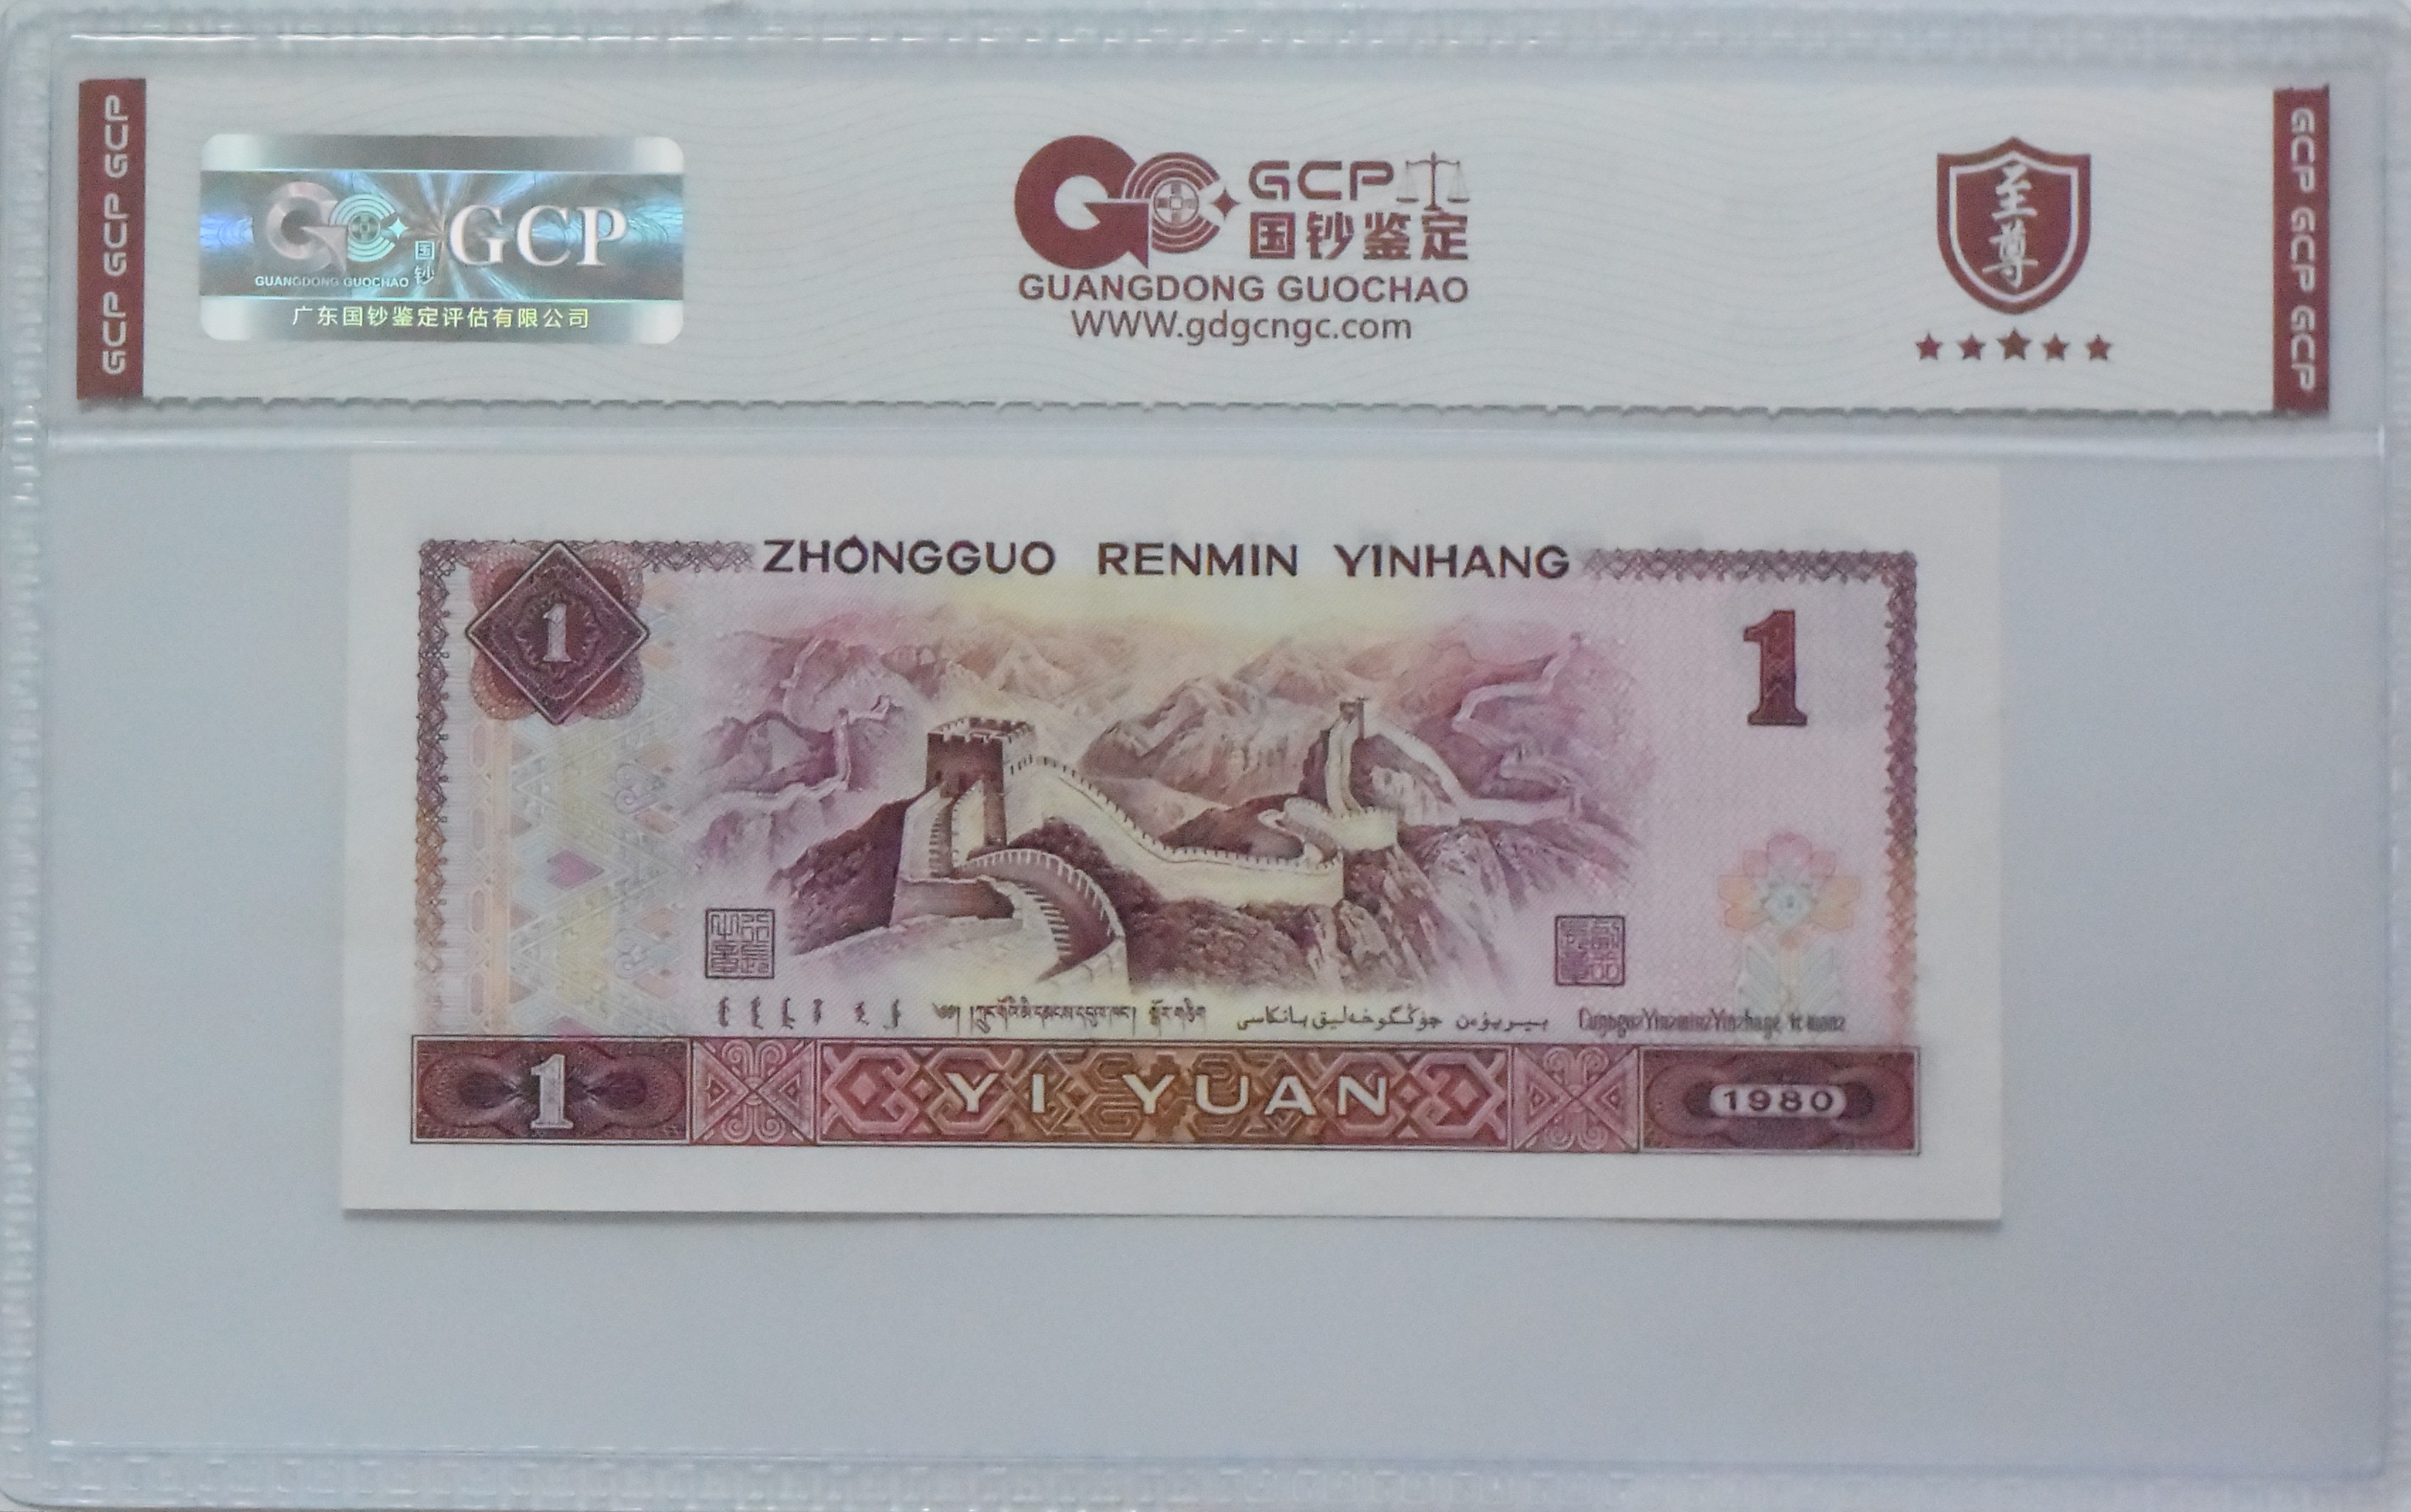 GCP GCP GCP
国钞
GCP
GUANGDONG GUOCHAO
广东国钞鉴定评估有限公司
GCP
国钞鉴定
GUANGDONG GUOCHAO
WWW.gdgcngc.com
至尊
GCP GCP GCP
ZHONGGUO RENMIN YINHANG
1
1
1
YI YUAN
1980